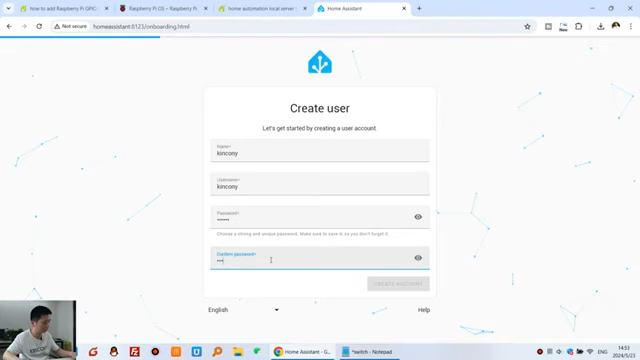 how to add Raspberry Pi GPIO
Raspberry Pi OS – Raspberry Pi
home automation local server
Home Assistant
Not secure
homeassistant:8123/onboarding.html
New
Create user
Let's get started by creating a user account.
Name*
kincony
Username*
kincony
Password*
••••••
Choose a strong and unique password. Make sure to save it, so you don't forget it.
Confirm password*
•••
CREATE ACCOUNT
English
Help
Home Assistant - G...
*switch - Notepad
14:53
2024/5/23